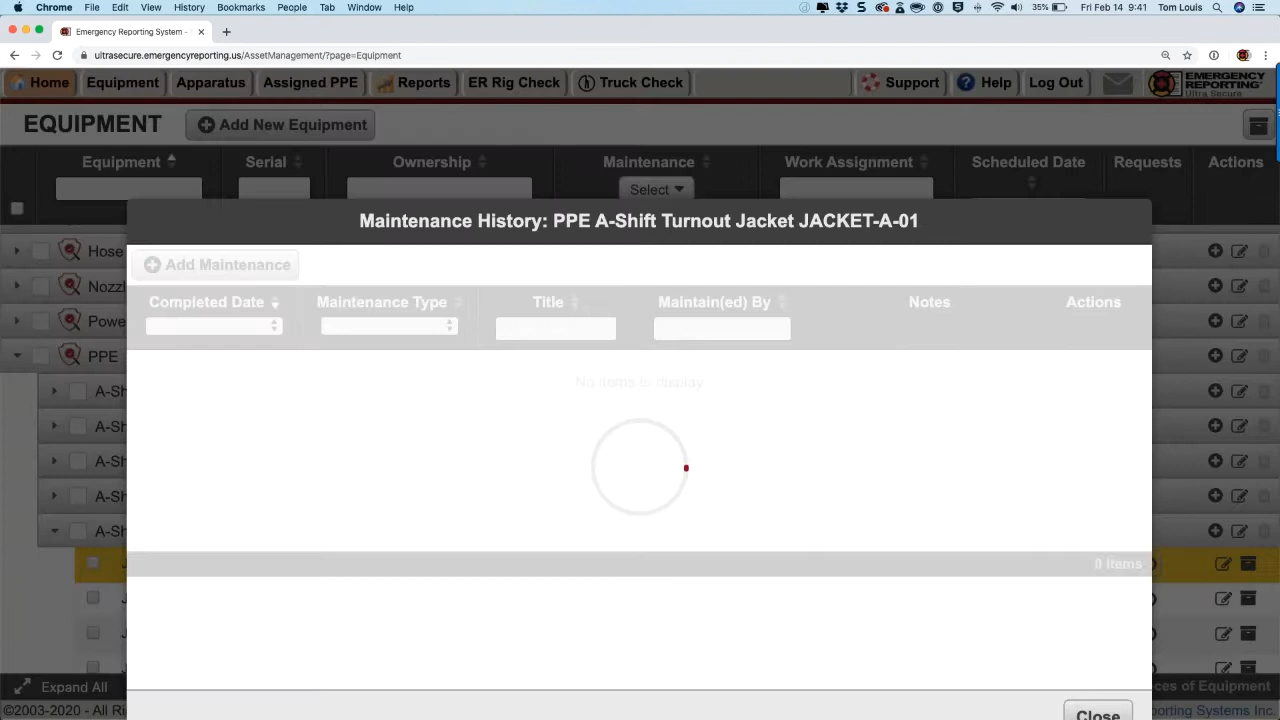 Chrome File Edit View History Bookmarks People Tab Window Help 35% Fri Feb 14 9:41 Tom Louis
Emergency Reporting System -
ultrasecure.emergencyreporting.us/AssetManagement/?page=Equipment
Home Equipment Apparatus Assigned PPE Reports ER Rig Check Truck Check Support Help Log Out EMERGENCY
REPORTING
Ultra Secure
EQUIPMENT Add New Equipment
Equipment Serial Ownership Maintenance Work Assignment Scheduled Date Requests Actions
Select
Maintenance History: PPE A-Shift Turnout Jacket JACKET-A-01
Hose
Add Maintenance
Nozzl
Completed Date Maintenance Type Title Maintain(ed) By Notes Actions
Powe
PPE
No items to display
A-Sh
A-Sh
A-Sh
A-Sh
A-Sh
0 Items
J
J
J
Expand All ces of Equipment
©2003-2020 - All Ri porting Systems Inc.
Close